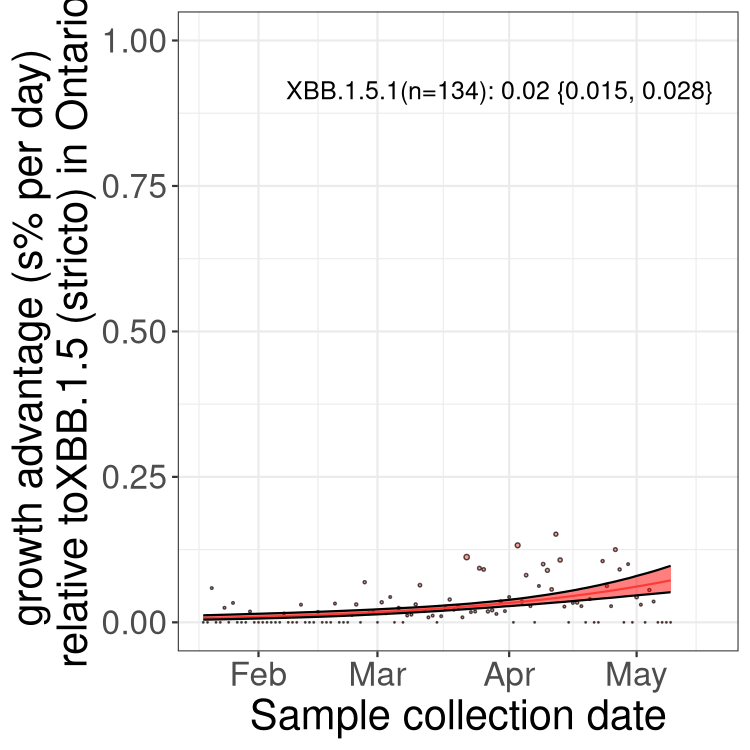 growth advantage (s% per day)
relative toXBB.1.5 (stricto) in Ontario
1.00
0.75
0.50
0.25
0.00
XBB.1.5.1(n=134): 0.02 {0.015, 0.028}
Feb Mar Apr May
Sample collection date